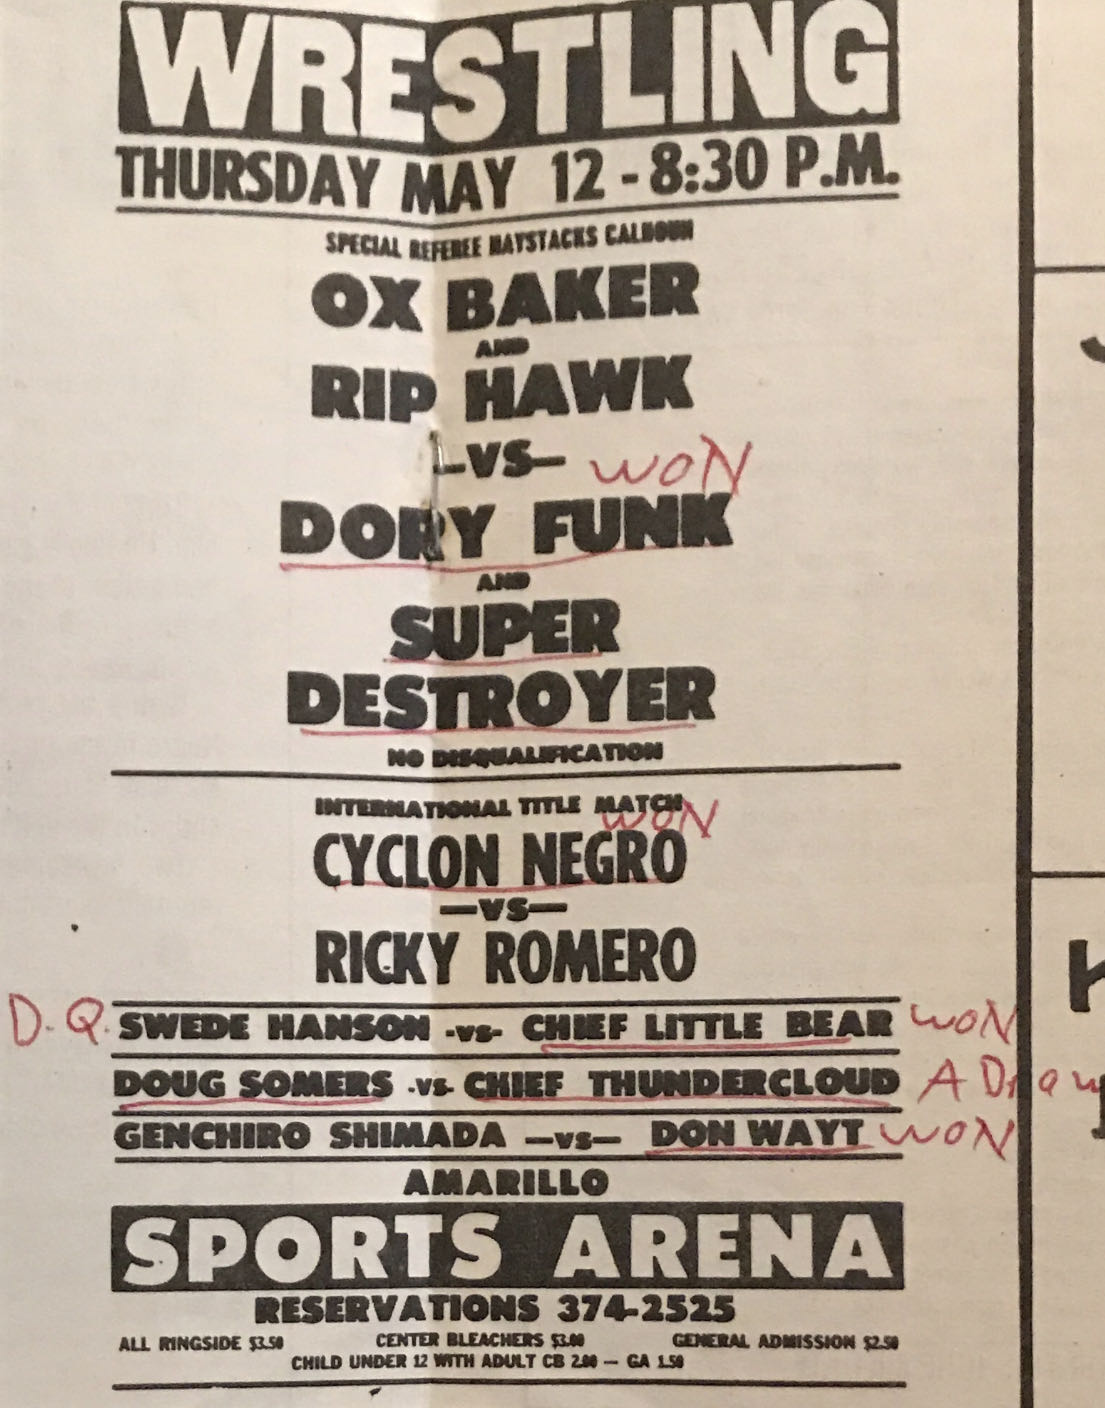 WRESTLING
THURSDAY MAY 12 - 8:30 P.M.
SPECIAL REFEREE HAYSTACKS CALHOUN
OX BAKER
AND
RIP HAWK
-VS- WON
DORY FUNK
AND
SUPER
DESTROYER
NO DISQUALIFICATION
INTERNATIONAL TITLE MATCH
WON
CYCLON NEGRO
-VS-
RICKY ROMERO
D.Q. SWEDE HANSON -vs- CHIEF LITTLE BEAR WON
DOUG SOMERS -vs- CHIEF THUNDERCLOUD A Draw
GENCHIRO SHIMADA -vs- DON WAYT WON
AMARILLO
SPORTS ARENA
RESERVATIONS 374-2525
ALL RINGSIDE $3.50 CENTER BLEACHERS $3.00 GENERAL ADMISSION $2.50
CHILD UNDER 12 WITH ADULT CB 2.00 - GA 1.50